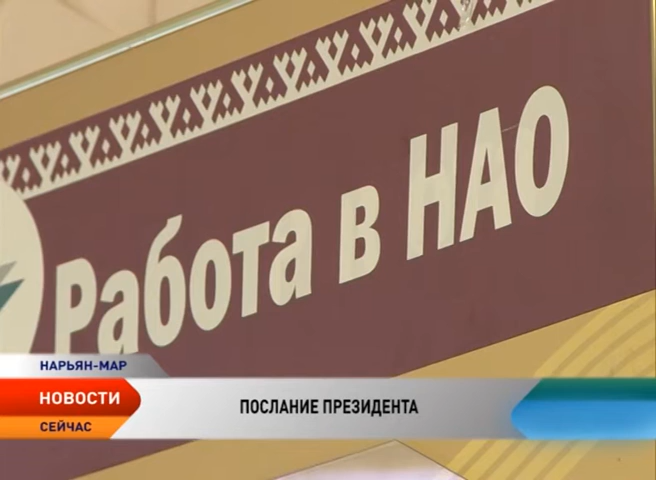 Работа в НАО
НАРЬЯН-МАР
НОВОСТИ
СЕЙЧАС
ПОСЛАНИЕ ПРЕЗИДЕНТА